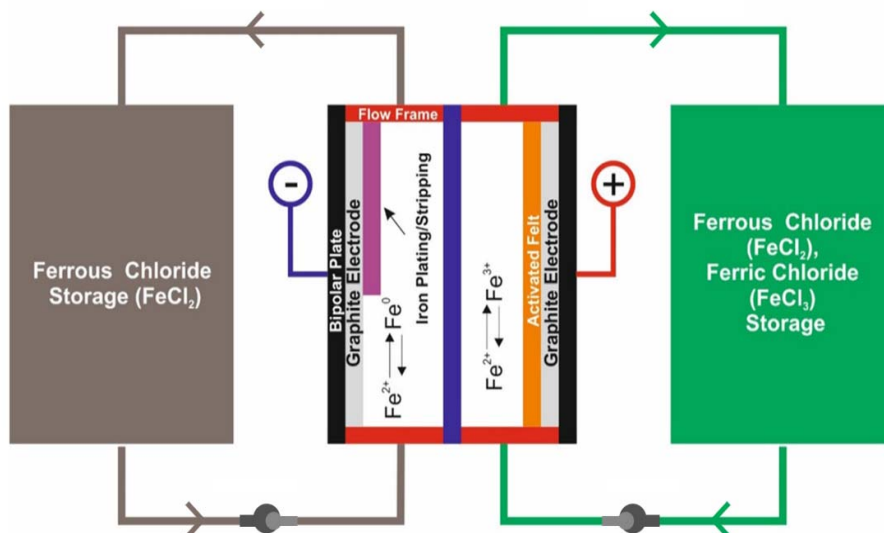 Flow Frame
-
+
Ferrous Chloride
Storage (FeCl₂)
Bipolar Plate
Graphite Electrode
Fe²⁺ Fe⁰
Iron Plating/Stripping
Fe²⁺ Fe³⁺
Activated Felt
Graphite Electrode
Ferrous Chloride
(FeCl₂),
Ferric Chloride
(FeCl₃)
Storage